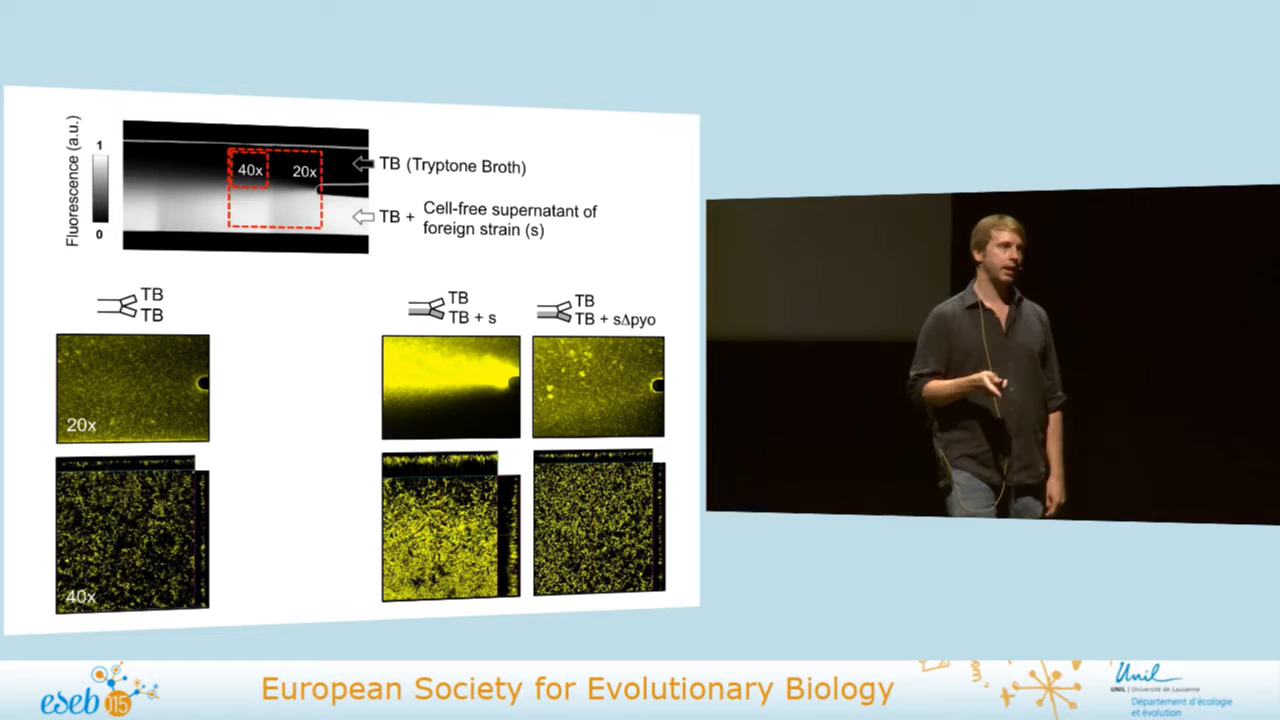 Fluorescence (a.u.)
1
0
40x
20x
TB (Tryptone Broth)
TB + Cell-free supernatant of
foreign strain (s)
TB
TB
TB
TB + s
TB
TB + sΔpyo
20x
40x
eseb 15
European Society for Evolutionary Biology
Unil
UNIL | Université de Lausanne
Département d'écologie
et évolution